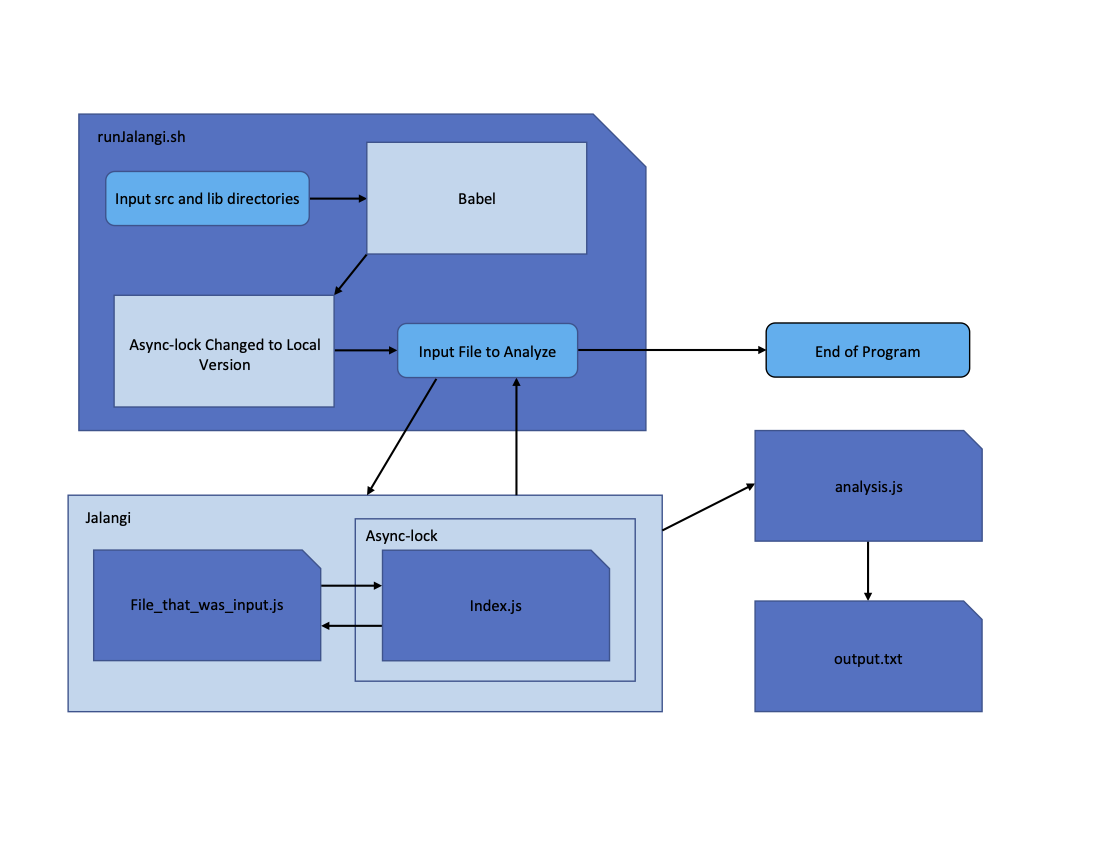 runJalangi.sh
Input src and lib directories
Babel
Async-lock Changed to Local
Version
Input File to Analyze
End of Program
Jalangi
Async-lock
File_that_was_input.js
Index.js
analysis.js
output.txt